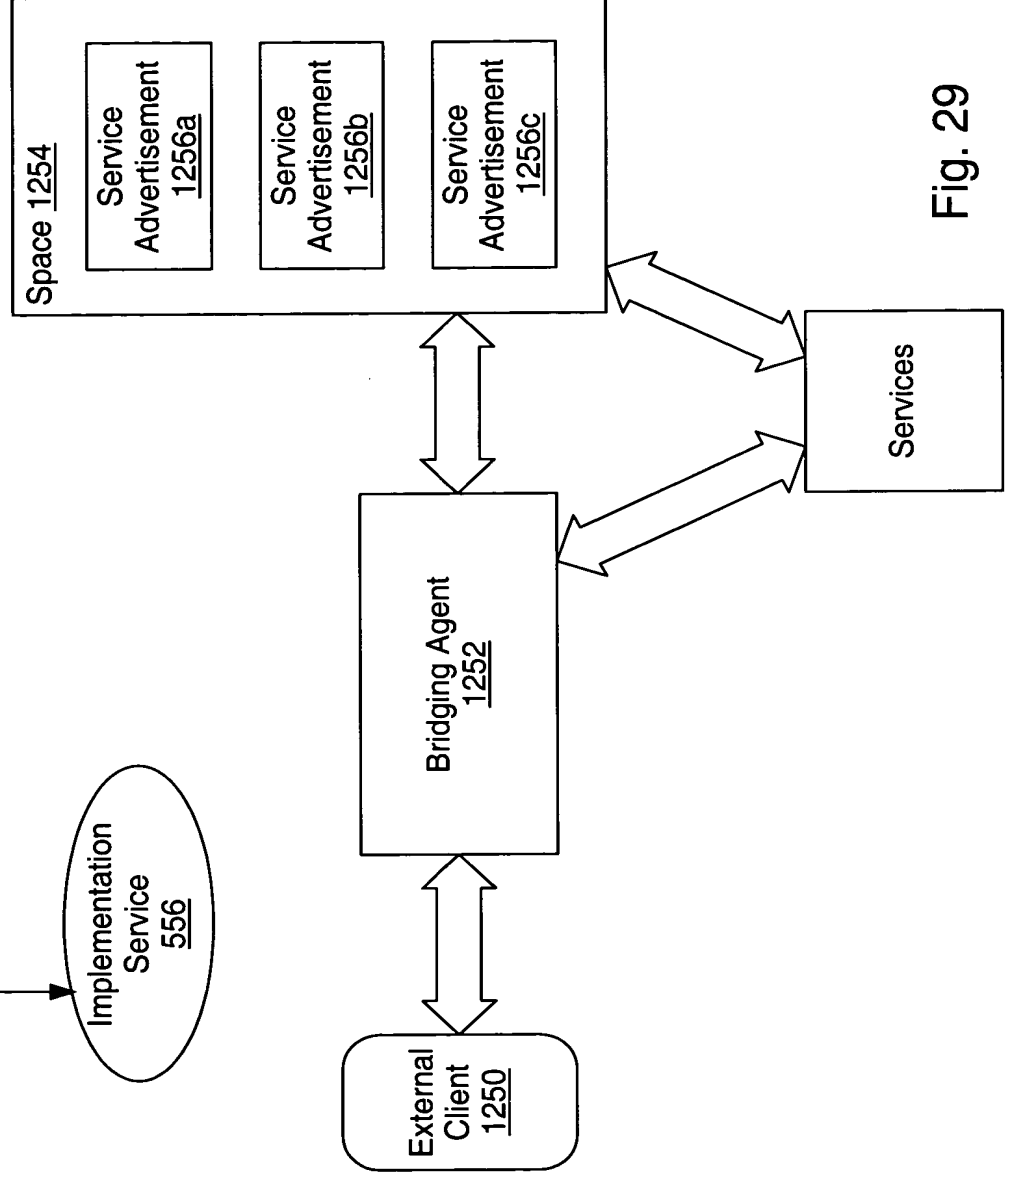 Implementation
Service
556
External
Client
1250
Bridging Agent
1252
Space 1254
Service
Advertisement
1256a
Service
Advertisement
1256b
Service
Advertisement
1256c
Services
Fig. 29